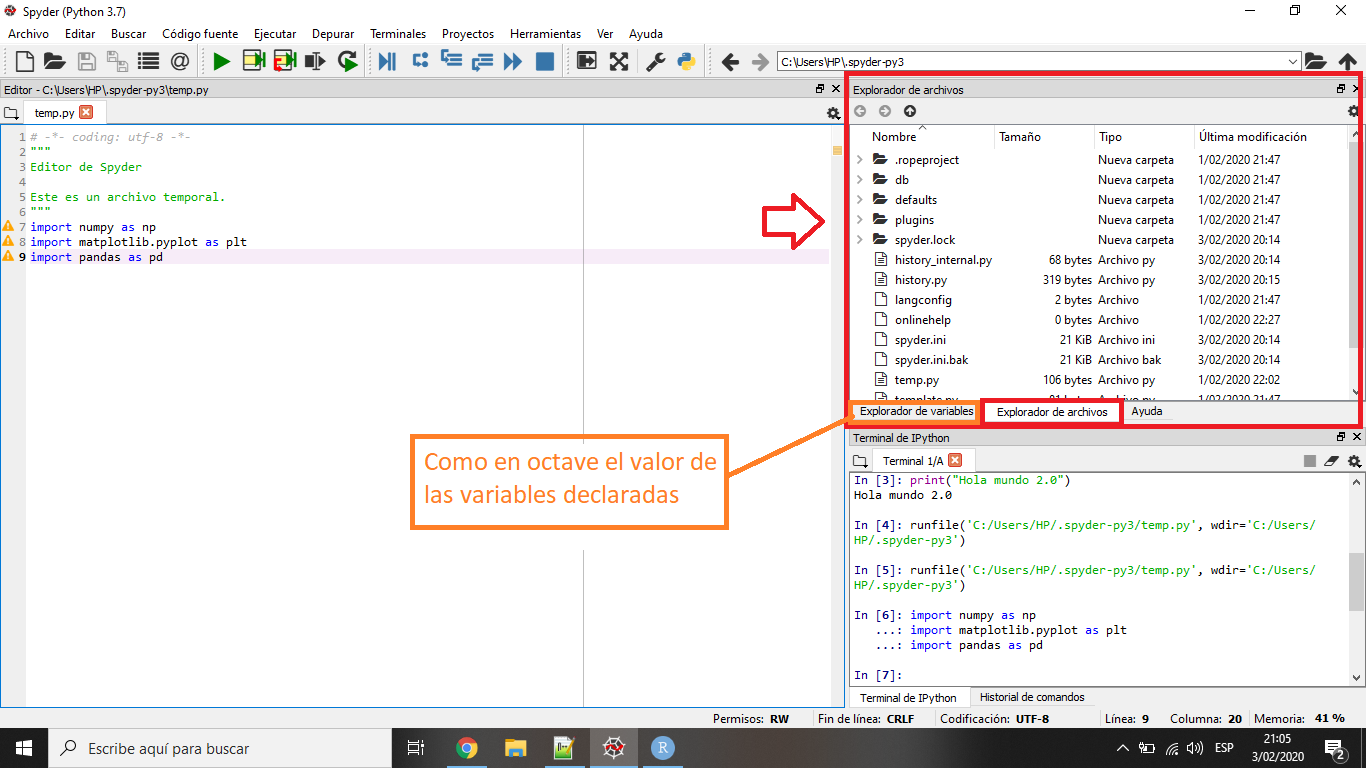 Spyder (Python 3.7)
Archivo Editar Buscar Código fuente Ejecutar Depurar Terminales Proyectos Herramientas Ver Ayuda
C:\Users\HP\.spyder-py3
Editor - C:\Users\HP\.spyder-py3\temp.py
temp.py
1 # -*- coding: utf-8 -*-
2 """
3 Editor de Spyder
4
5 Este es un archivo temporal.
6 """
7 import numpy as np
8 import matplotlib.pyplot as plt
9 import pandas as pd
Como en octave el valor de
las variables declaradas
Explorador de archivos
Nombre Tamaño Tipo Última modificación
.ropeproject Nueva carpeta 1/02/2020 21:47
db Nueva carpeta 1/02/2020 21:47
defaults Nueva carpeta 1/02/2020 21:47
plugins Nueva carpeta 1/02/2020 21:47
spyder.lock Nueva carpeta 3/02/2020 20:14
history_internal.py 68 bytes Archivo py 3/02/2020 20:14
history.py 319 bytes Archivo py 3/02/2020 20:15
langconfig 2 bytes Archivo 1/02/2020 21:47
onlinehelp 0 bytes Archivo 1/02/2020 22:27
spyder.ini 21 KiB Archivo ini 3/02/2020 20:14
spyder.ini.bak 21 KiB Archivo bak 3/02/2020 20:14
temp.py 106 bytes Archivo py 1/02/2020 22:02
template.py 81 bytes Archivo py 1/02/2020 21:47
Explorador de variables Explorador de archivos Ayuda
Terminal de IPython
Terminal 1/A
In [3]: print("Hola mundo 2.0")
Hola mundo 2.0
In [4]: runfile('C:/Users/HP/.spyder-py3/temp.py', wdir='C:/Users/
HP/.spyder-py3')
In [5]: runfile('C:/Users/HP/.spyder-py3/temp.py', wdir='C:/Users/
HP/.spyder-py3')
In [6]: import numpy as np
...: import matplotlib.pyplot as plt
...: import pandas as pd
In [7]:
Terminal de IPython Historial de comandos
Permisos: RW Fin de línea: CRLF Codificación: UTF-8 Línea: 9 Columna: 20 Memoria: 41 %
Escribe aquí para buscar
R
ESP
21:05
3/02/2020
2